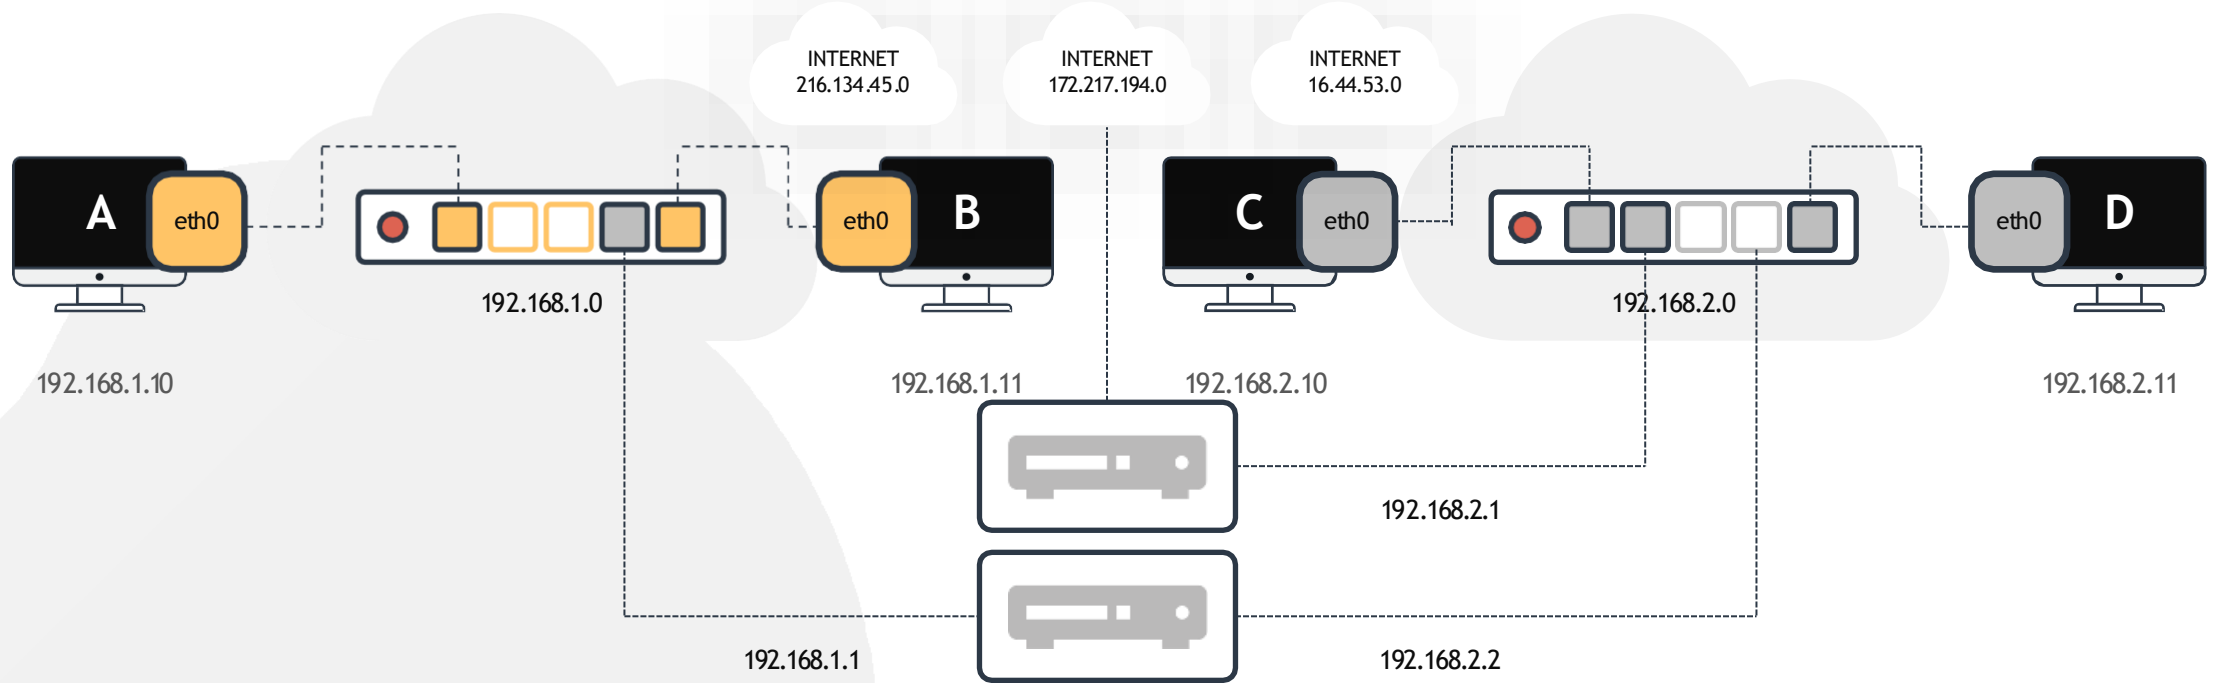 INTERNET
216.134.45.0
INTERNET
172.217.194.0
INTERNET
16.44.53.0
A
eth0
eth0
B
C
eth0
eth0
D
192.168.1.0
192.168.2.0
192.168.1.10
192.168.1.11
192.168.2.10
192.168.2.11
192.168.2.1
192.168.1.1
192.168.2.2